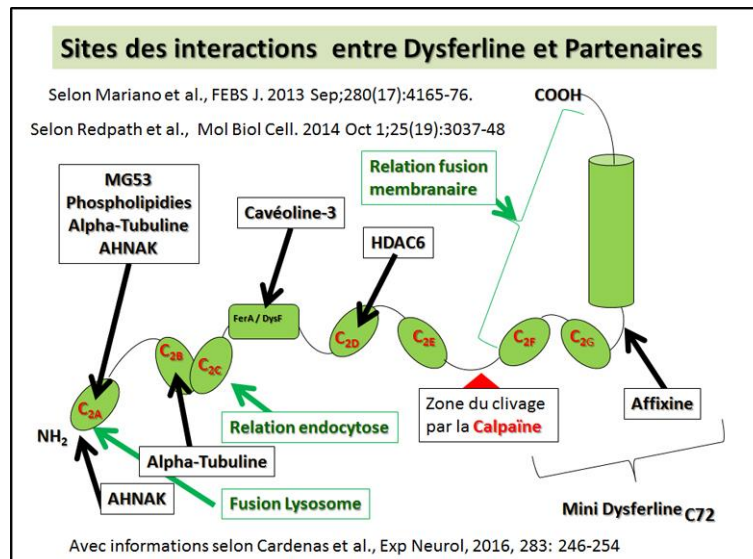 Sites des interactions entre Dysferline et Partenaires
Selon Mariano et al., FEBS J. 2013 Sep;280(17):4165-76.
COOH
Selon Redpath et al., Mol Biol Cell. 2014 Oct 1;25(19):3037-48
Relation fusion
membranaire
MG53
Phospholipidies
Alpha-Tubuline
AHNAK
Cavéoline-3
HDAC6
FerA / DysF
C2A
C2B
C2C
C2D
C2E
C2F
C2G
NH2
Relation endocytose
Zone du clivage
par la Calpaïne
Affixine
Alpha-Tubuline
AHNAK
Fusion Lysosome
Mini Dysferline C72
Avec informations selon Cardenas et al., Exp Neurol, 2016, 283: 246-254